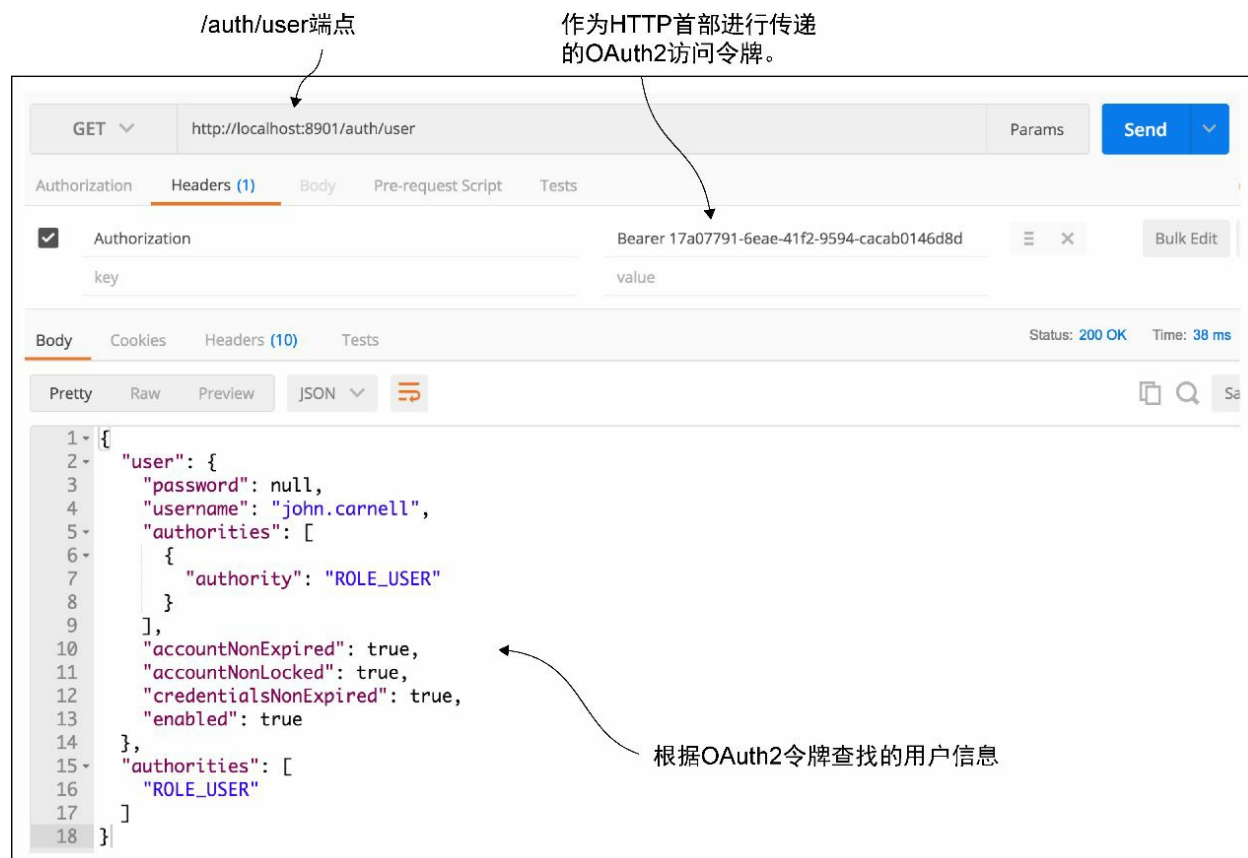 /auth/user端点
作为HTTP首部进行传递
的OAuth2访问令牌。
GET http://localhost:8901/auth/user Params Send
Authorization Headers (1) Body Pre-request Script Tests
Authorization Bearer 17a07791-6eae-41f2-9594-cacab0146d8d Bulk Edit
key value
Body Cookies Headers (10) Tests Status: 200 OK Time: 38 ms
Pretty Raw Preview JSON Sa
1 {
2 "user": {
3 "password": null,
4 "username": "john.carnell",
5 "authorities": [
6 {
7 "authority": "ROLE_USER"
8 }
9 ],
10 "accountNonExpired": true,
11 "accountNonLocked": true,
12 "credentialsNonExpired": true,
13 "enabled": true
14 },
根据OAuth2令牌查找的用户信息
15 "authorities": [
16 "ROLE_USER"
17 ]
18 }